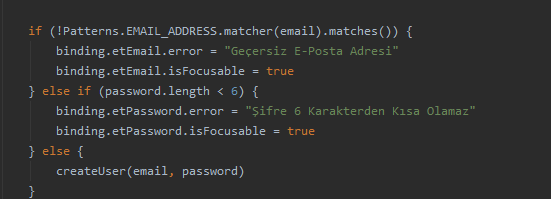 if (!Patterns.EMAIL_ADDRESS.matcher(email).matches()) {
    binding.etEmail.error = "Geçersiz E-Posta Adresi"
    binding.etEmail.isFocusable = true
} else if (password.length < 6) {
    binding.etPassword.error = "Şifre 6 Karakterden Kısa Olamaz"
    binding.etPassword.isFocusable = true
} else {
    createUser(email, password)
}